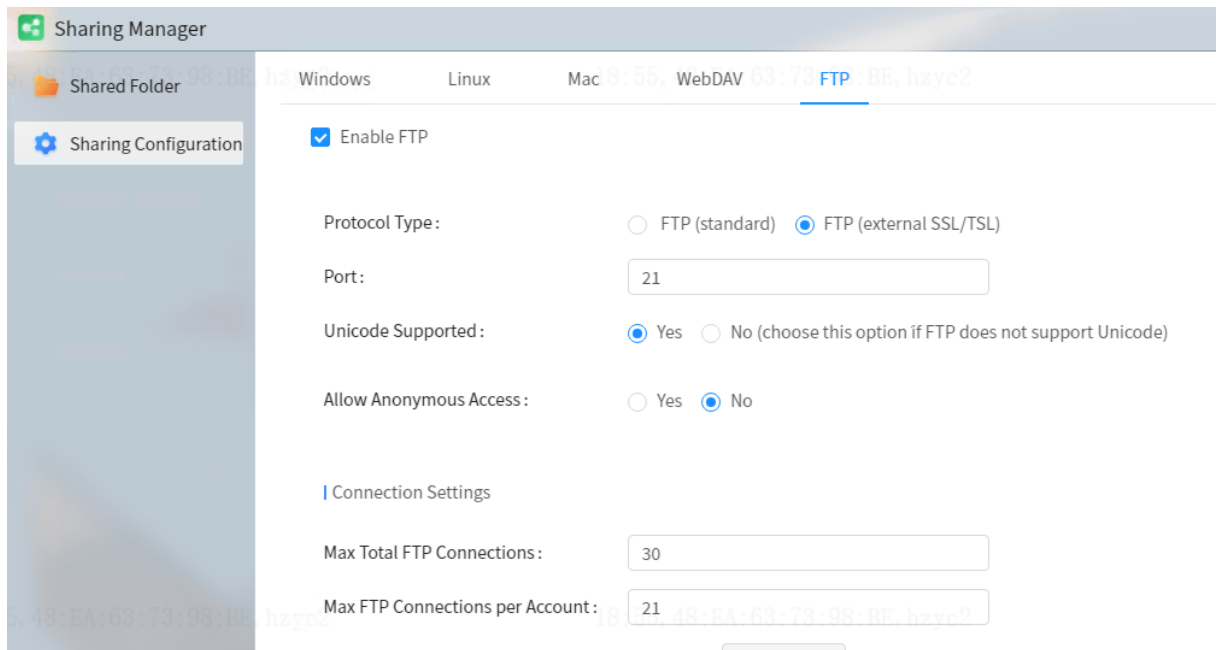 Sharing Manager
Shared Folder
Sharing Configuration
Windows Linux Mac WebDAV FTP
Enable FTP
Protocol Type: FTP (standard) FTP (external SSL/TSL)
Port: 21
Unicode Supported: Yes No (choose this option if FTP does not support Unicode)
Allow Anonymous Access: Yes No
Connection Settings
Max Total FTP Connections: 30
Max FTP Connections per Account: 21